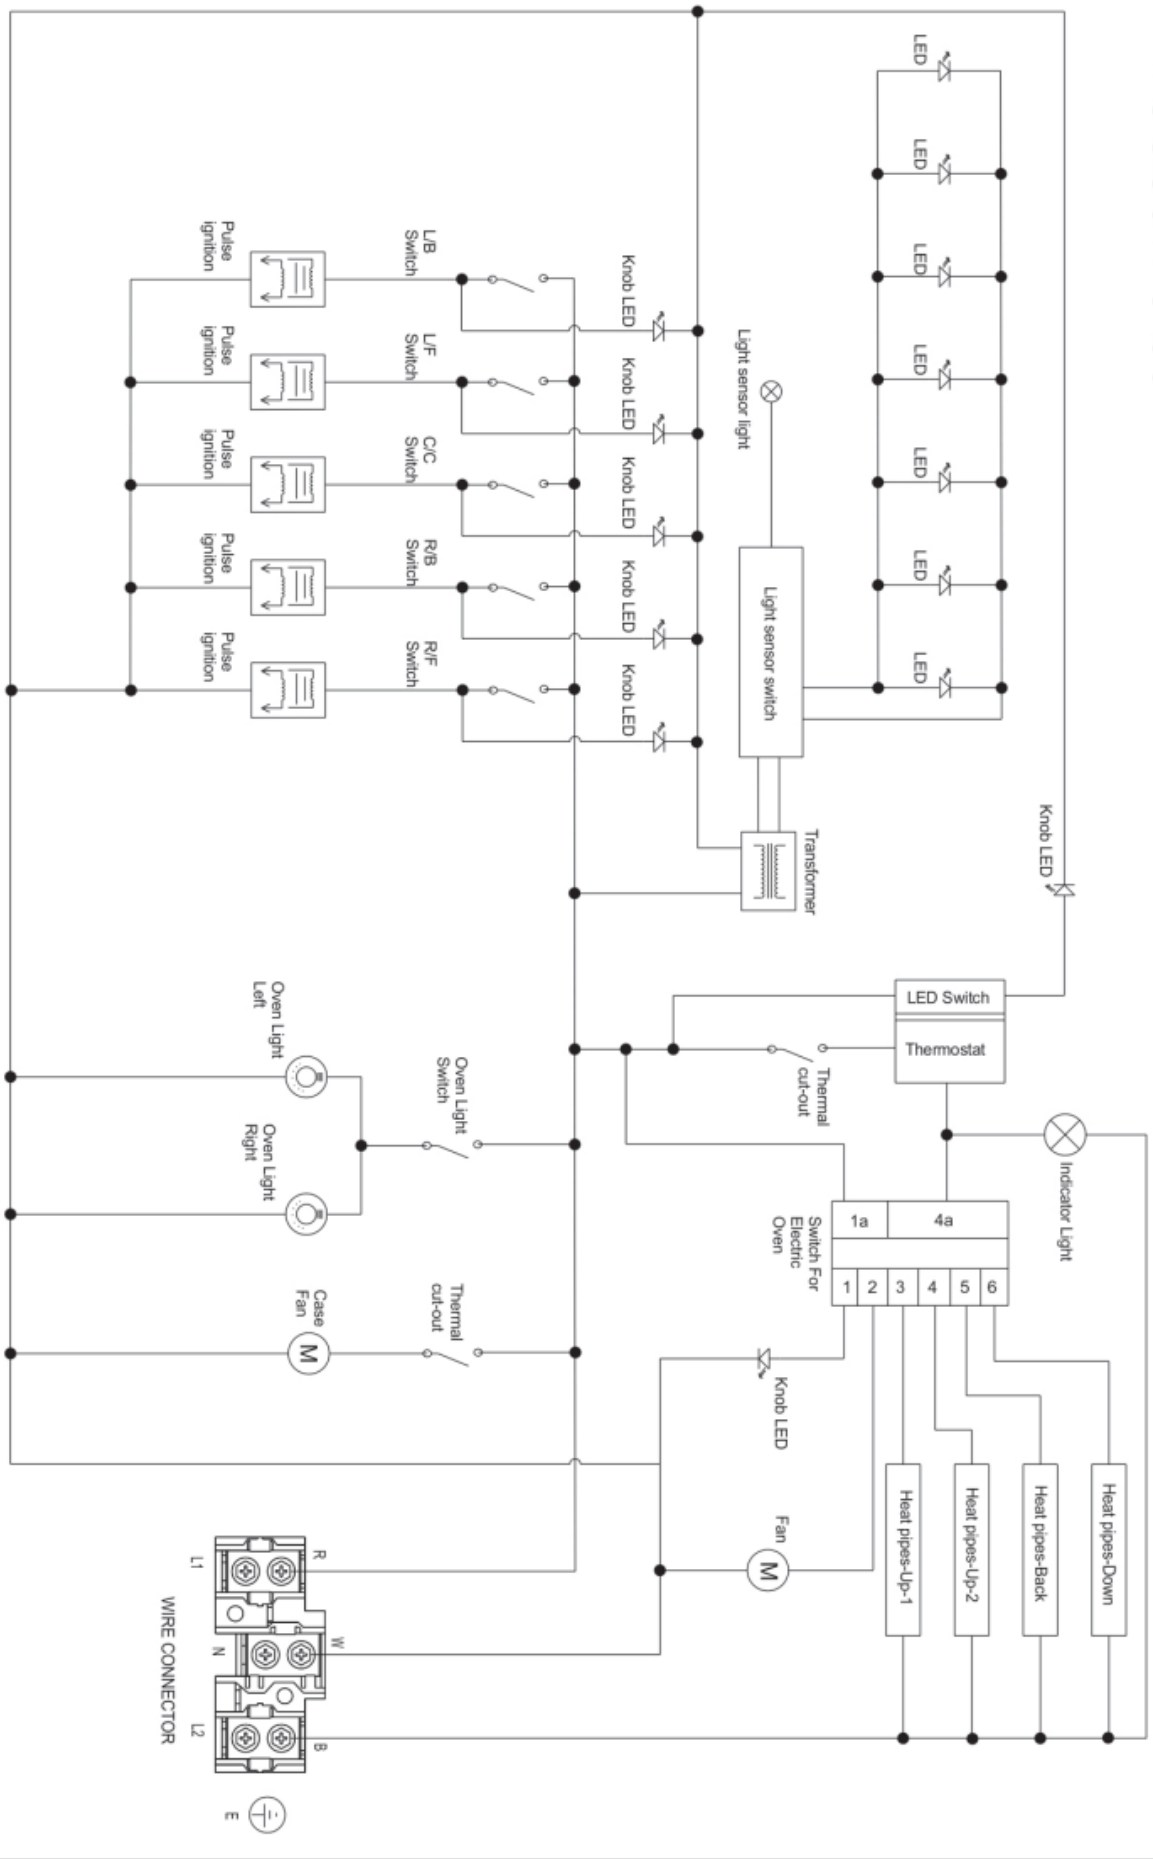 LED
LED
LED
LED
LED
LED
LED
L/B
Switch
L/F
Switch
C/C
Switch
R/B
Switch
R/F
Switch
Pulse
ignition
Pulse
ignition
Pulse
ignition
Pulse
ignition
Pulse
ignition
Knob LED
Knob LED
Knob LED
Knob LED
Knob LED
Light sensor light
Light sensor switch
Transformer
Knob LED
LED Switch
Thermostat
Thermal
cut-out
Indicator Light
Oven Light
Left
Oven Light
Right
Oven Light
Switch
Switch For
Electric
Oven
1a
4a
1
2
3
4
5
6
Case
Fan
M
Thermal
cut-out
Knob LED
Fan
M
Heat pipes-Up-1
Heat pipes-Up-2
Heat pipes-Back
Heat pipes-Down
R
W
B
L1
N
L2
WIRE CONNECTOR
E